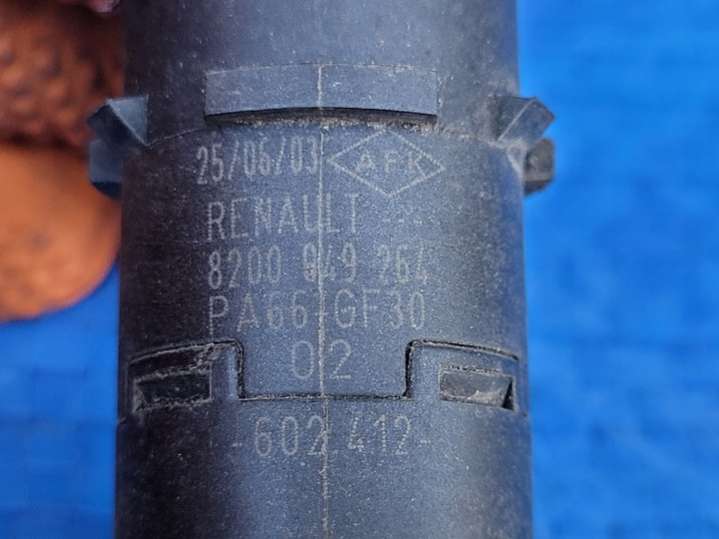 25/06/03 AFK
RENAULT
8200 049 264
PA66 GF30
02
-602.412-